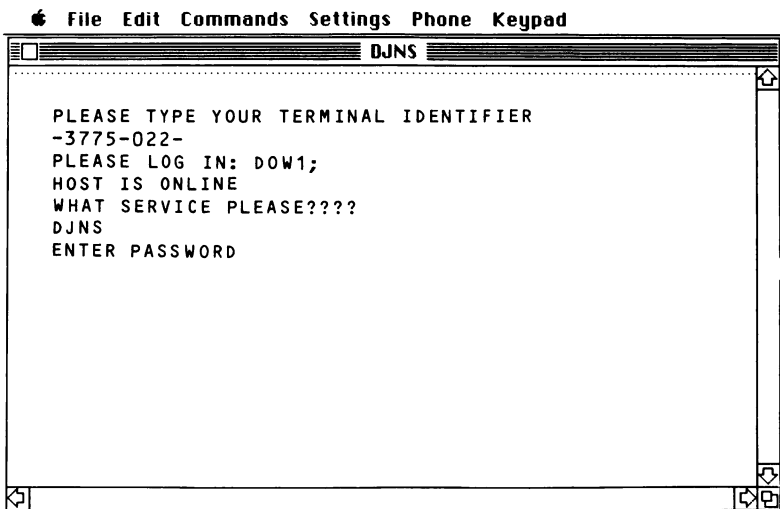 File Edit Commands Settings Phone Keypad
DJNS
PLEASE TYPE YOUR TERMINAL IDENTIFIER
-3775-022-
PLEASE LOG IN: DOW1;
HOST IS ONLINE
WHAT SERVICE PLEASE????
DJNS
ENTER PASSWORD